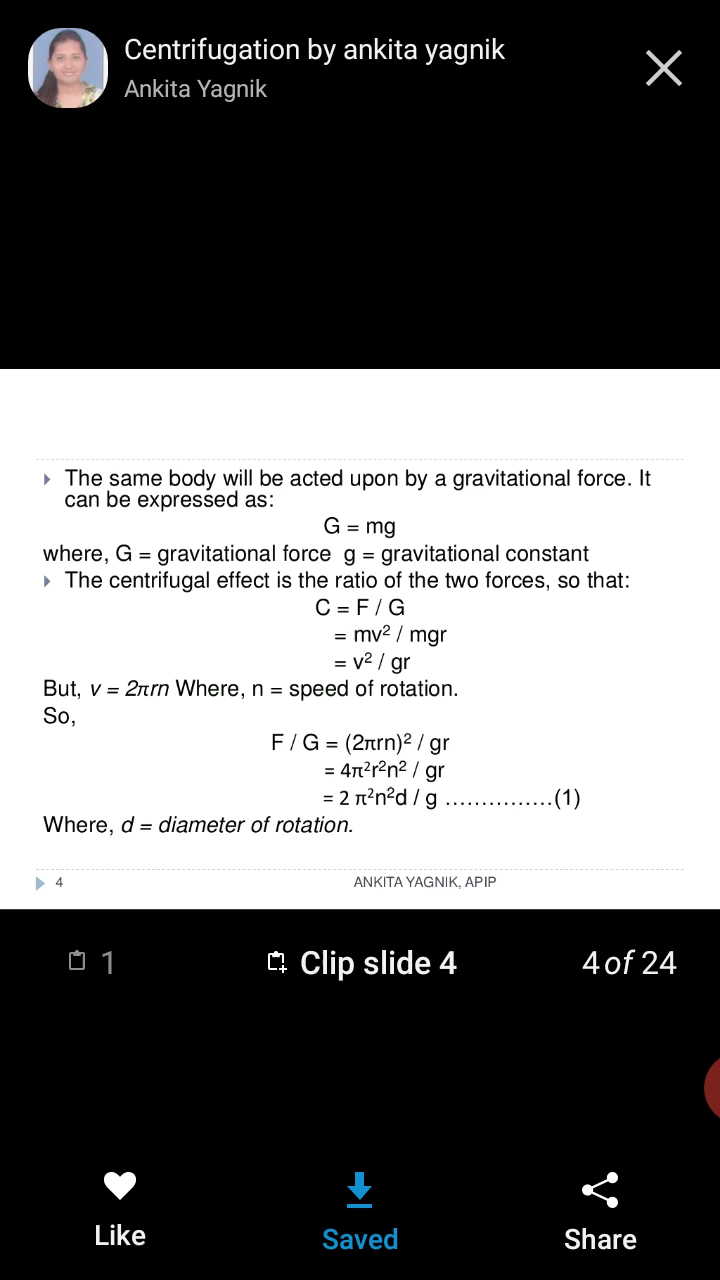 Centrifugation by ankita yagnik
Ankita Yagnik
The same body will be acted upon by a gravitational force. It
can be expressed as:
G = mg
where, G = gravitational force g = gravitational constant
The centrifugal effect is the ratio of the two forces, so that:
C = F / G
= mv² / mgr
= v² / gr
But, v = 2πrn Where, n = speed of rotation.
So,
F / G = (2πrn)² / gr
= 4π²r²n² / gr
= 2 π²n²d / g ...............(1)
Where, d = diameter of rotation.
4 ANKITA YAGNIK, APIP
1 Clip slide 4 4 of 24
Like Saved Share